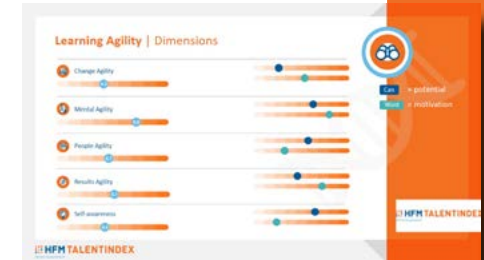 Learning Agility | Dimensions
Change Agility
Mental Agility
People Agility
Results Agility
Self-awareness
Can = potential
Want = motivation
HFM TALENTINDEX
HFM TALENTINDEX